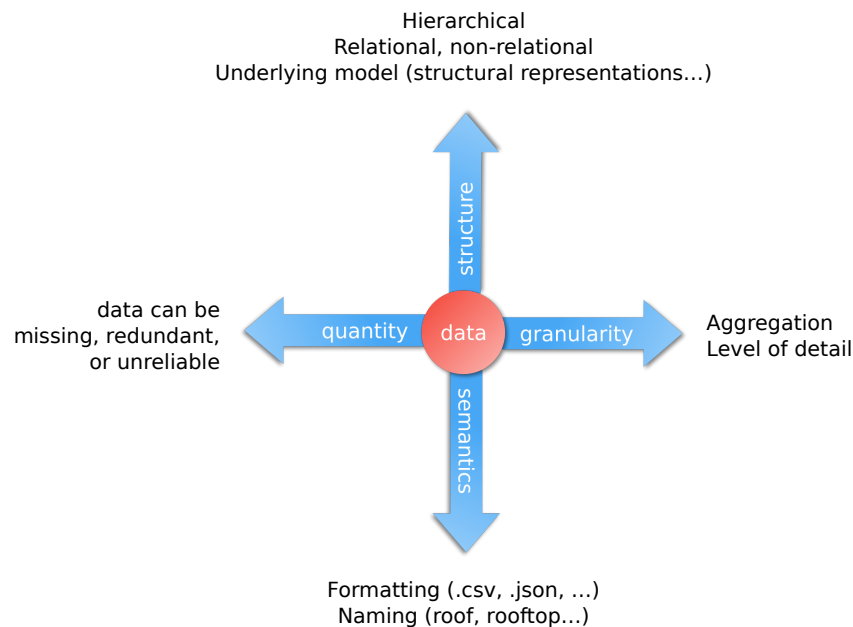 Hierarchical
Relational, non-relational
Underlying model (structural representations...)
structure
data can be
missing, redundant,
or unreliable
quantity
data
granularity
Aggregation
Level of detail
semantics
Formatting (.csv, .json, ...)
Naming (roof, rooftop...)